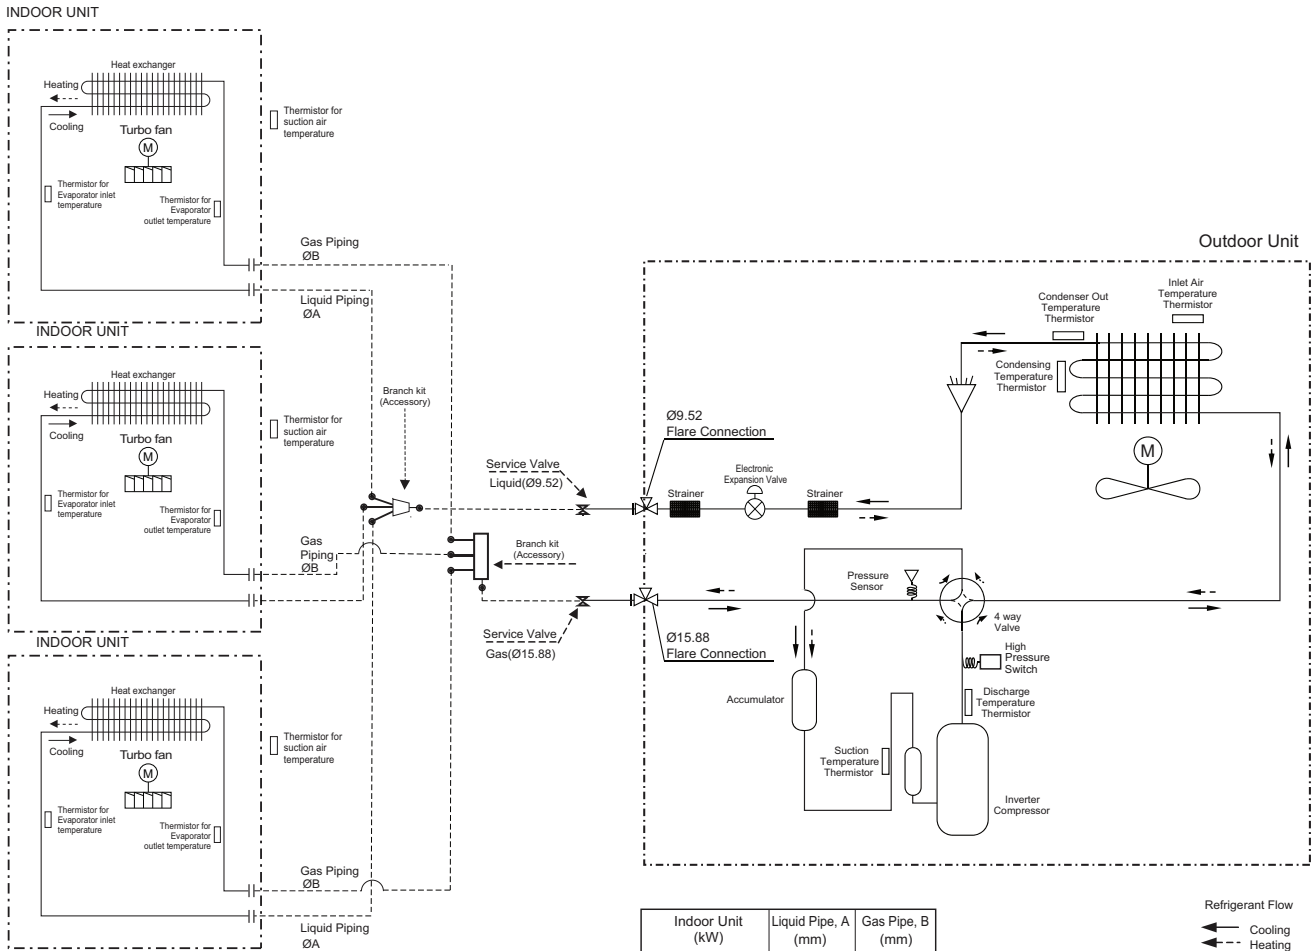 INDOOR UNIT
Heat exchanger
Heating
Cooling
Turbo fan
M
Thermistor for
suction air
temperature
Thermistor for
Evaporator inlet
temperature
Thermistor for
Evaporator
outlet temperature
Gas Piping
ØB
Liquid Piping
ØA
INDOOR UNIT
Heat exchanger
Heating
Cooling
Turbo fan
M
Thermistor for
suction air
temperature
Thermistor for
Evaporator inlet
temperature
Thermistor for
Evaporator
outlet temperature
Gas
Piping
ØB
Branch kit
(Accessory)
Service Valve
Liquid(Ø9.52)
Branch kit
(Accessory)
Service Valve
Gas(Ø15.88)
INDOOR UNIT
Heat exchanger
Heating
Cooling
Turbo fan
M
Thermistor for
suction air
temperature
Thermistor for
Evaporator inlet
temperature
Thermistor for
Evaporator
outlet temperature
Gas Piping
ØB
Liquid Piping
ØA
Outdoor Unit
Condenser Out
Temperature
Thermistor
Inlet Air
Temperature
Thermistor
Condensing
Temperature
Thermistor
M
Ø9.52
Flare Connection
Strainer
Electronic
Expansion Valve
Strainer
Pressure
Sensor
4 way
Valve
Ø15.88
Flare Connection
High
Pressure
Switch
Discharge
Temperature
Thermistor
Accumulator
Suction
Temperature
Thermistor
Inverter
Compressor
Indoor Unit
(kW)
Liquid Pipe, A
(mm)
Gas Pipe, B
(mm)
Refrigerant Flow
Cooling
Heating